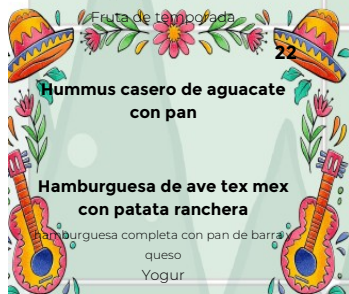 Fruta de temporada
22
Hummus casero de aguacate
con pan
Hamburguesa de ave tex mex
con patata ranchera
hamburguesa completa con pan de barra y
queso
Yogur